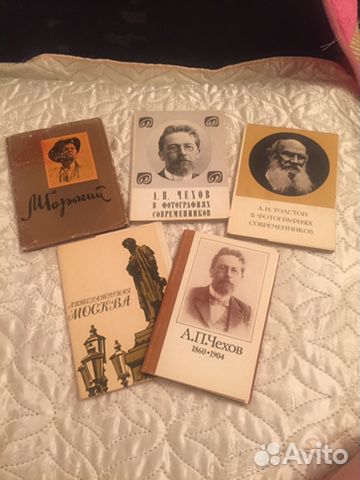 М Горький
А.П. ЧЕХОВ
В ФОТОГРАФИЯХ
СОВРЕМЕННИКОВ
Л.Н. ТОЛСТОЙ
В ФОТОГРАФИЯХ
СОВРЕМЕННИКОВ
ЛИТЕРАТУРНАЯ
МОСКВА
А.П.Чехов
1860•1904
Avito